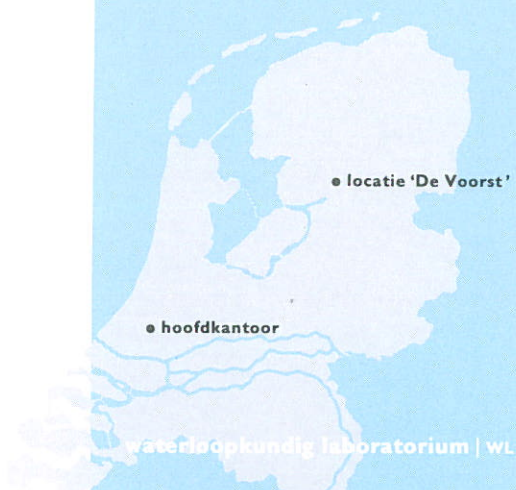 locatie ‘De Voorst’
hoofdkantoor
waterloopkundig laboratorium | WL